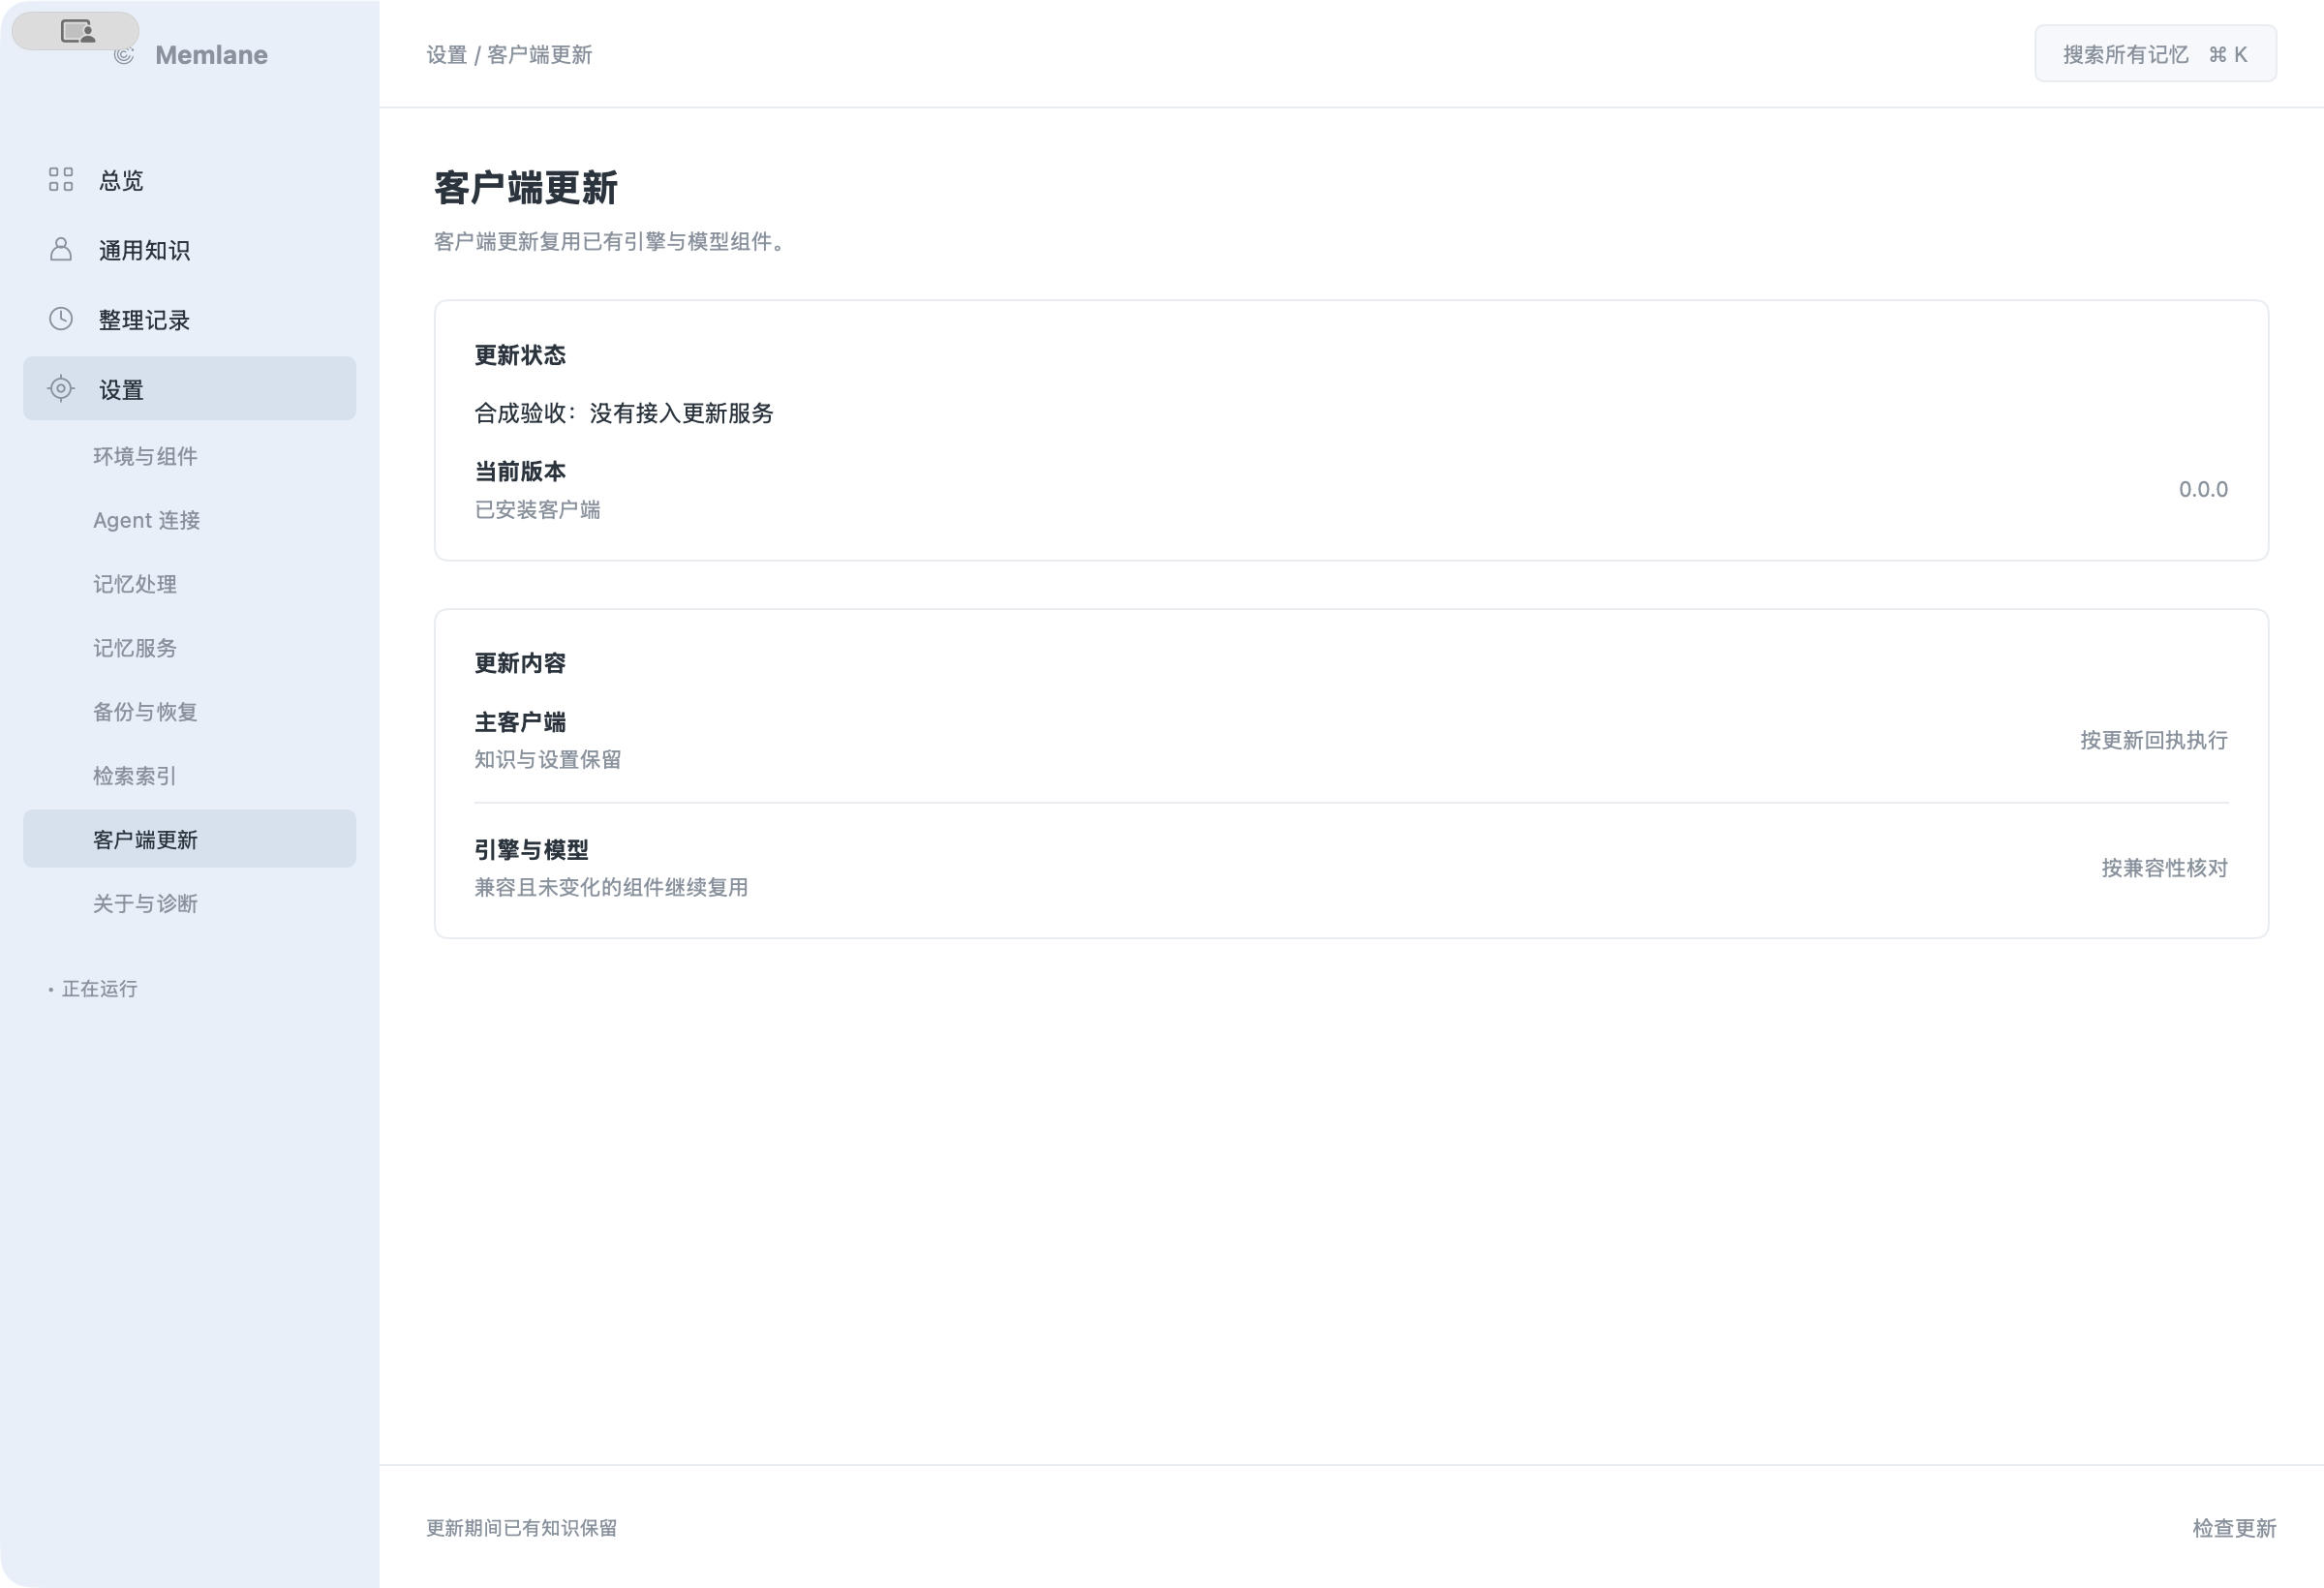 Memlane
总览
通用知识
整理记录
设置
环境与组件
Agent 连接
记忆处理
记忆服务
备份与恢复
检索索引
客户端更新
关于与诊断
• 正在运行
设置 / 客户端更新
搜索所有记忆 ⌘ K
客户端更新
客户端更新复用已有引擎与模型组件。
更新状态
合成验收：没有接入更新服务
当前版本
已安装客户端
0.0.0
更新内容
主客户端
知识与设置保留
按更新回执执行
引擎与模型
兼容且未变化的组件继续复用
按兼容性核对
更新期间已有知识保留
检查更新